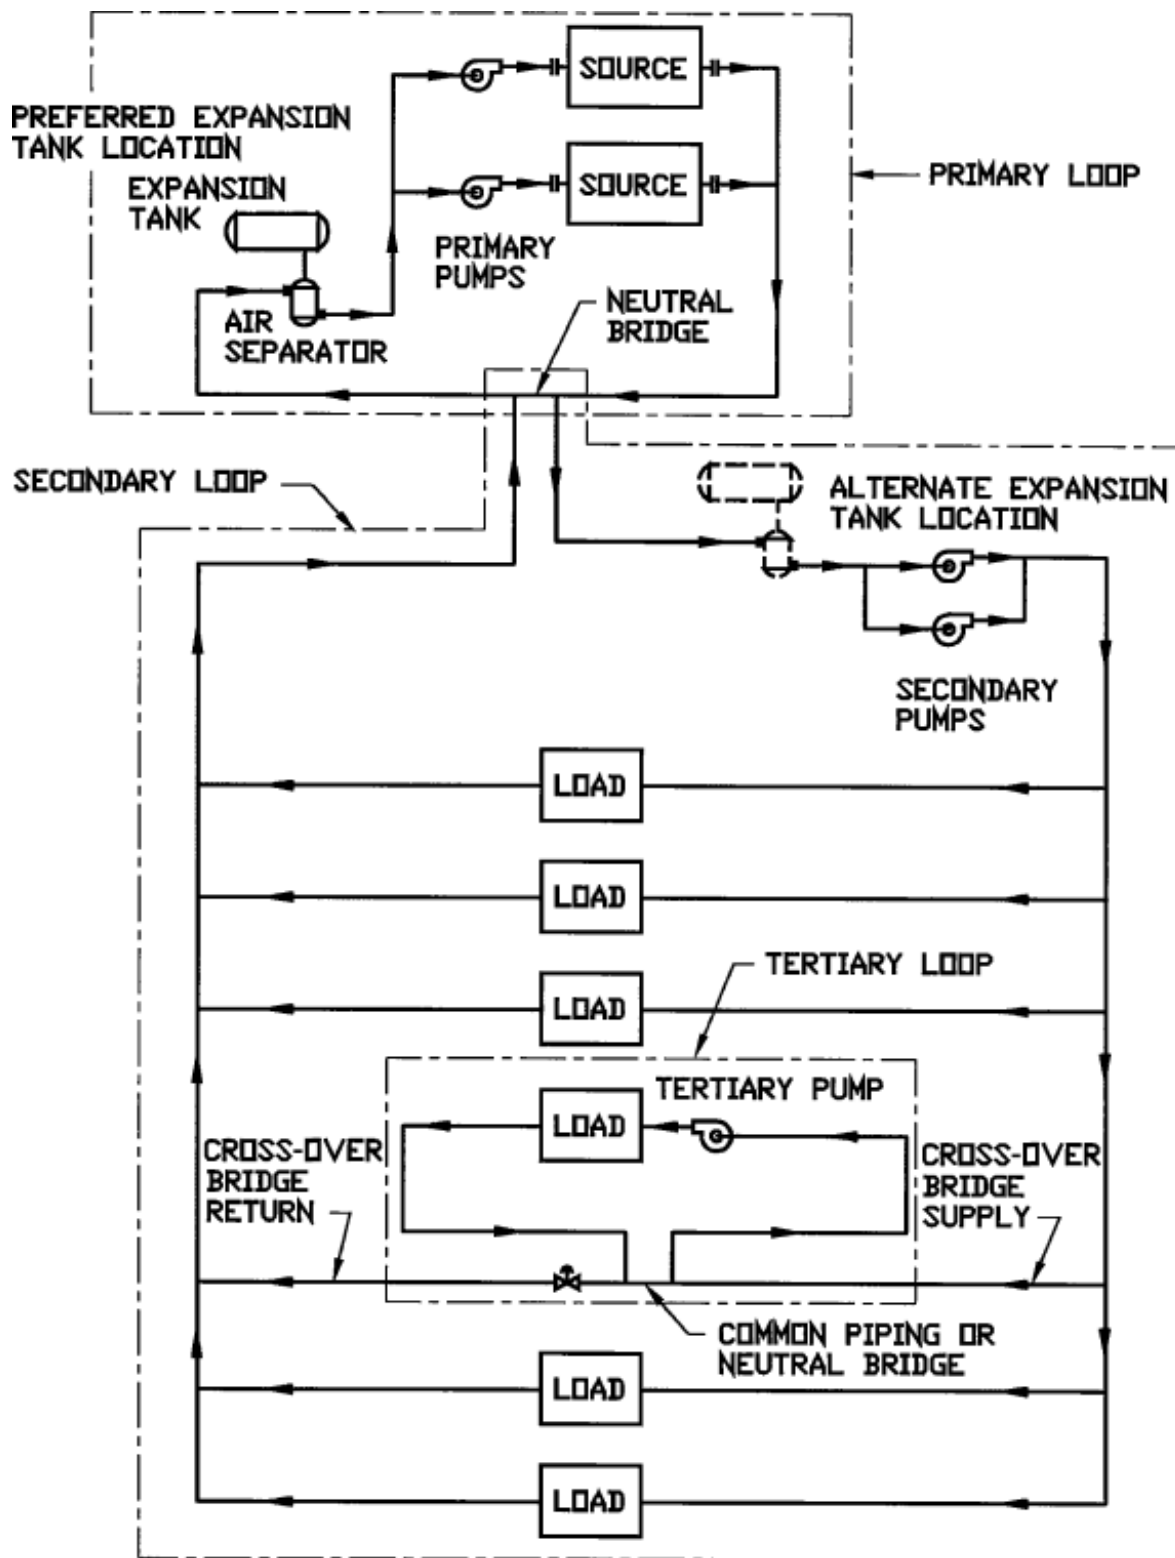 SOURCE
PREFERRED EXPANSION
TANK LOCATION
EXPANSION
TANK
SOURCE
PRIMARY LOOP
PRIMARY
PUMPS
NEUTRAL
BRIDGE
AIR
SEPARATOR
SECONDARY LOOP
ALTERNATE EXPANSION
TANK LOCATION
SECONDARY
PUMPS
LOAD
LOAD
TERTIARY LOOP
LOAD
TERTIARY PUMP
LOAD
CROSS-OVER
BRIDGE
RETURN
CROSS-OVER
BRIDGE
SUPPLY
COMMON PIPING OR
NEUTRAL BRIDGE
LOAD
LOAD